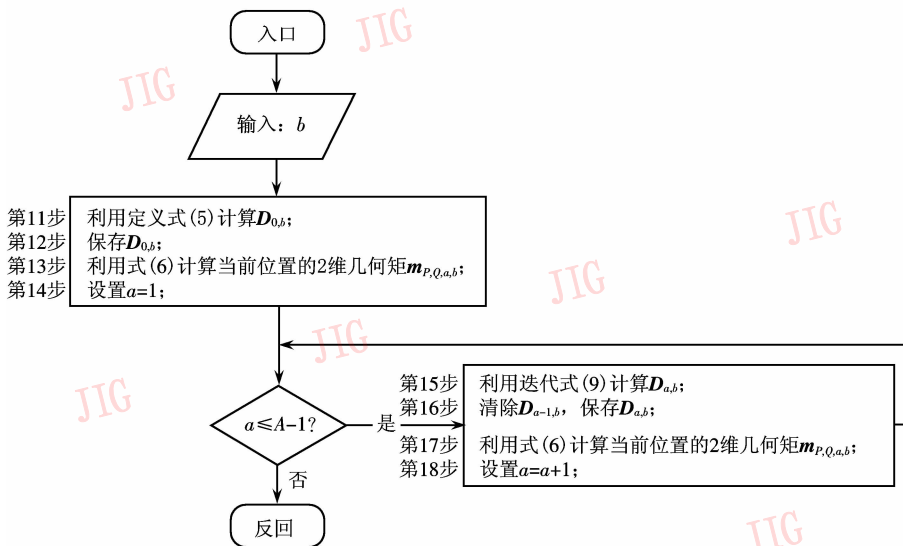 入口
JIG
JIG
输入：b
第11步 利用定义式(5)计算D0,b；
第12步 保存D0,b；
第13步 利用式(6)计算当前位置的2维几何矩mP,Q,a,b；
第14步 设置a=1；
JIG
JIG
JIG
JIG
a≤A-1?
是
否
第15步 利用迭代式(9)计算Da,b；
第16步 清除Da-1,b，保存Da,b；
第17步 利用式(6)计算当前位置的2维几何矩mP,Q,a,b；
第18步 设置a=a+1；
反回
JIG